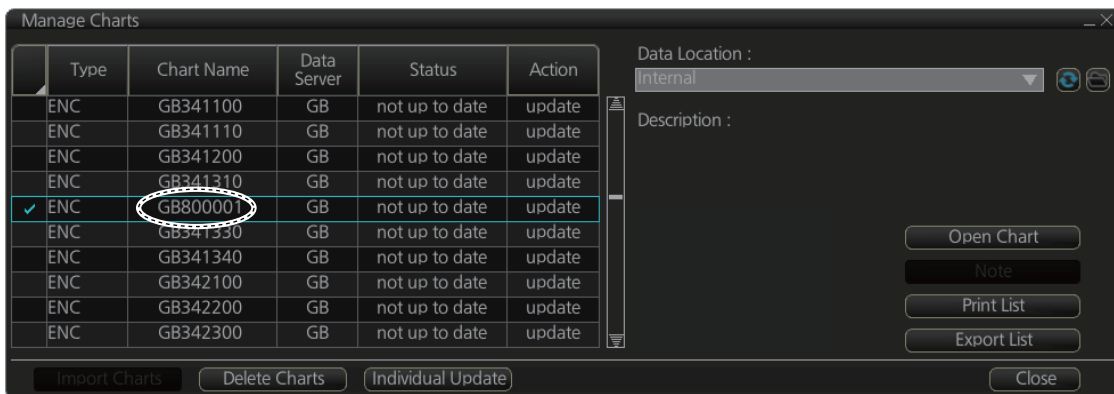 Manage Charts
Type Chart Name Data Server Status Action
ENC GB341100 GB not up to date update
ENC GB341110 GB not up to date update
ENC GB341200 GB not up to date update
ENC GB341310 GB not up to date update
ENC GB800001 GB not up to date update
ENC GB341330 GB not up to date update
ENC GB341340 GB not up to date update
ENC GB342100 GB not up to date update
ENC GB342200 GB not up to date update
ENC GB342300 GB not up to date update
Data Location :
Internal
Description :
Open Chart
Note
Print List
Export List
Import Charts Delete Charts Individual Update Close